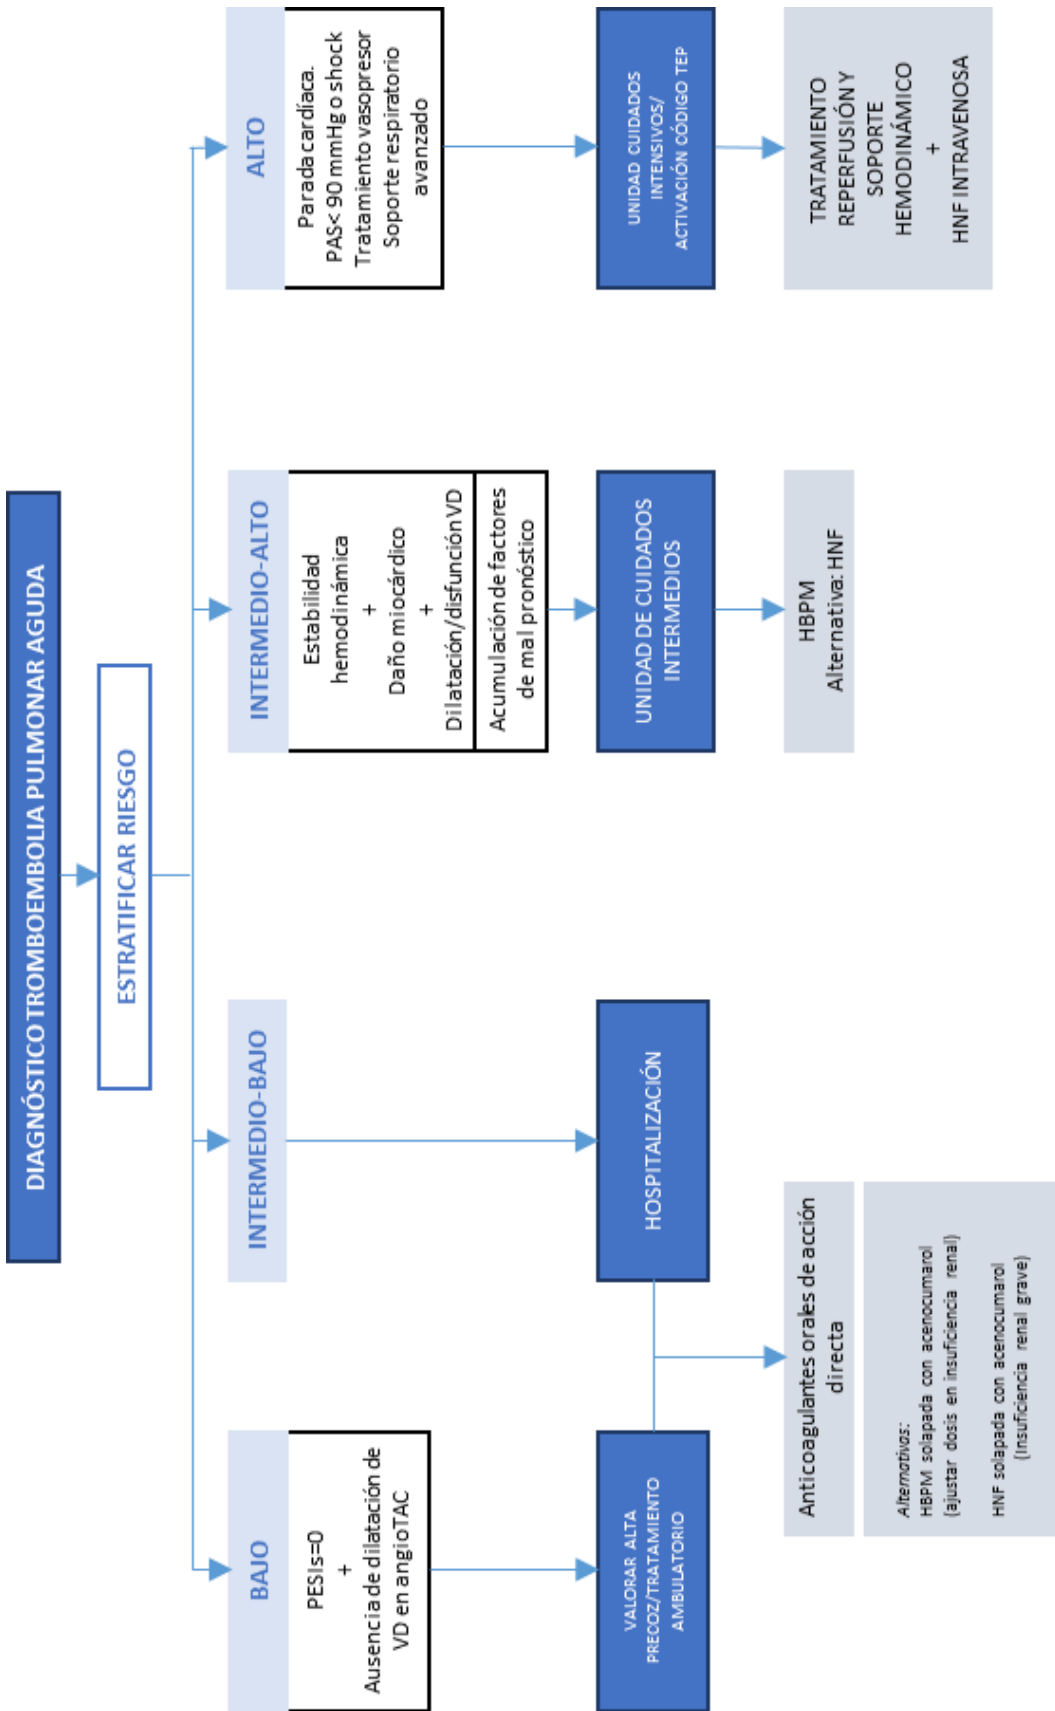 DIAGNÓSTICO TROMBOEMBOLIA PULMONAR AGUDA
ESTRATIFICAR RIESGO
BAJO
PESIs=0
+
Ausencia de dilatación de
VD en angioTAC
VALORAR ALTA
PRECOZ/TRATAMIENTO
AMBULATORIO
INTERMEDIO-BAJO
HOSPITALIZACIÓN
Anticoagulantes orales de acción
directa
Alternativas:
HBPM solapada con acenocumarol
(ajustar dosis en insuficiencia renal)
HNF solapada con acenocumarol
(Insuficiencia renal grave)
INTERMEDIO-ALTO
Estabilidad
hemodinámica
+
Daño miocárdico
+
Dilatación/disfunción VD
Acumulación de factores
de mal pronóstico
UNIDAD DE CUIDADOS
INTERMEDIOS
HBPM
Alternativa: HNF
ALTO
Parada cardíaca.
PAS< 90 mmHg o shock
Tratamiento vasopresor
Soporte respiratorio
avanzado
UNIDAD CUIDADOS
INTENSIVOS/
ACTIVACIÓN CÓDIGO TEP
TRATAMIENTO
REPERFUSIÓN Y
SOPORTE
HEMODINÁMICO
+
HNF INTRAVENOSA